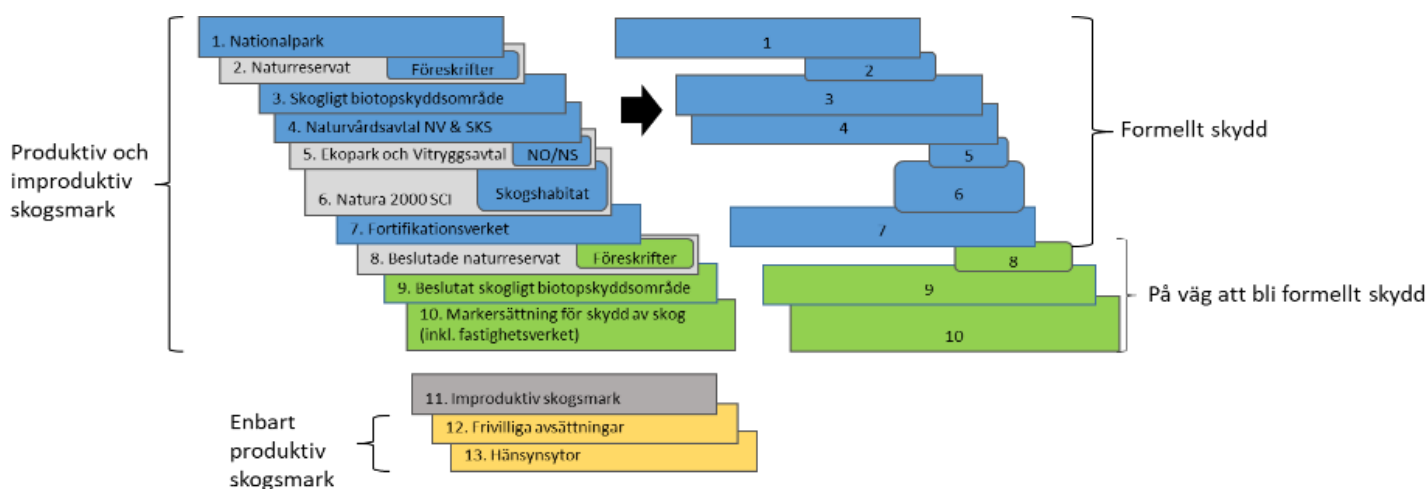 1. Nationalpark
2. Naturreservat
Föreskrifter
3. Skogligt biotopskyddsområde
4. Naturvårdsavtal NV & SKS
5. Ekopark och Vitryggsavtal
NO/NS
6. Natura 2000 SCI
Skogshabitat
7. Fortifikationsverket
8. Beslutade naturreservat
Föreskrifter
9. Beslutat skogligt biotopskyddsområde
10. Markersättning för skydd av skog
(inkl. fastighetsverket)
Produktiv och
improduktiv
skogsmark
1
2
3
4
5
6
7
8
9
10
Formellt skydd
På väg att bli formellt skydd
11. Improduktiv skogsmark
12. Frivilliga avsättningar
13. Hänsynsytor
Enbart
produktiv
skogsmark